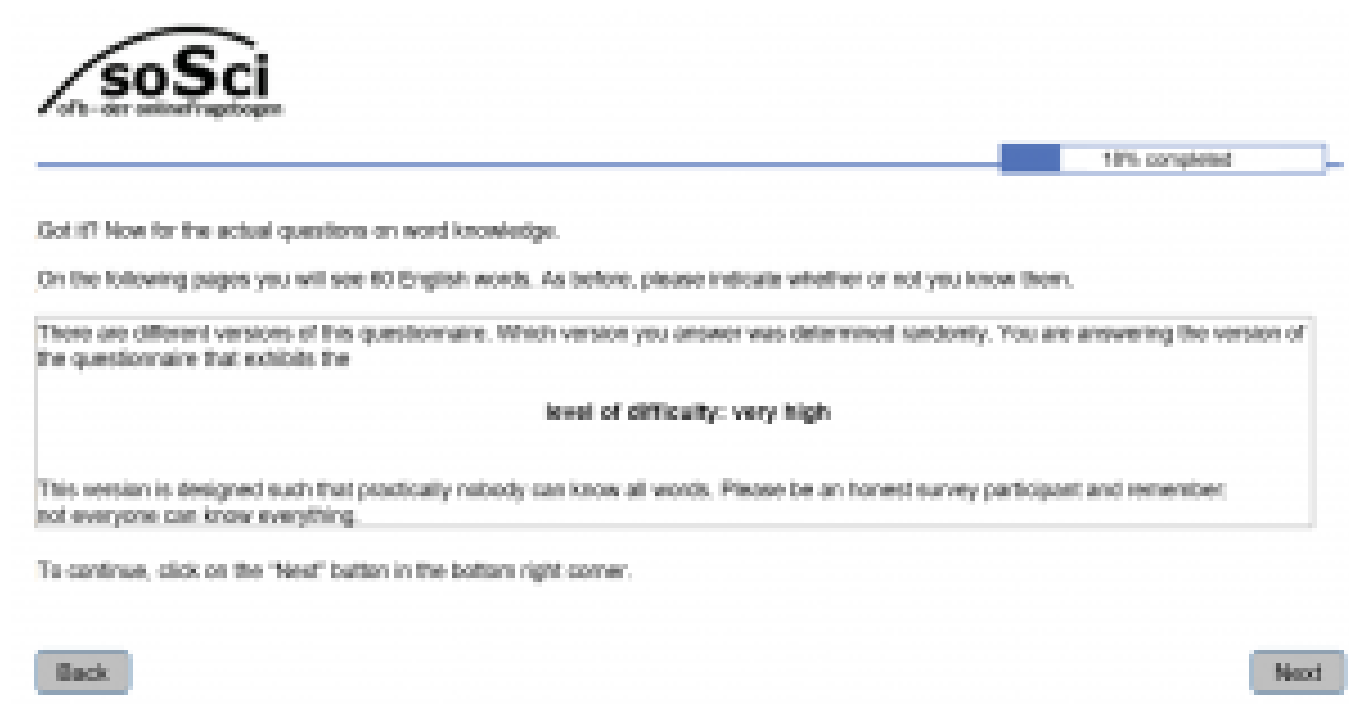 soSci
oFb - der onlineFragebogen
18% completed
Got it? Now for the actual questions on word knowledge.
On the following pages you will see 60 English words. As before, please indicate whether or not you know them.
There are different versions of this questionnaire. Which version you answer was determined randomly. You are answering the version of
the questionnaire that exhibits the
level of difficulty: very high
This version is designed such that practically nobody can know all words. Please be an honest survey participant and remember:
not everyone can know everything.
To continue, click on the "Next" button in the bottom right corner.
Back
Next